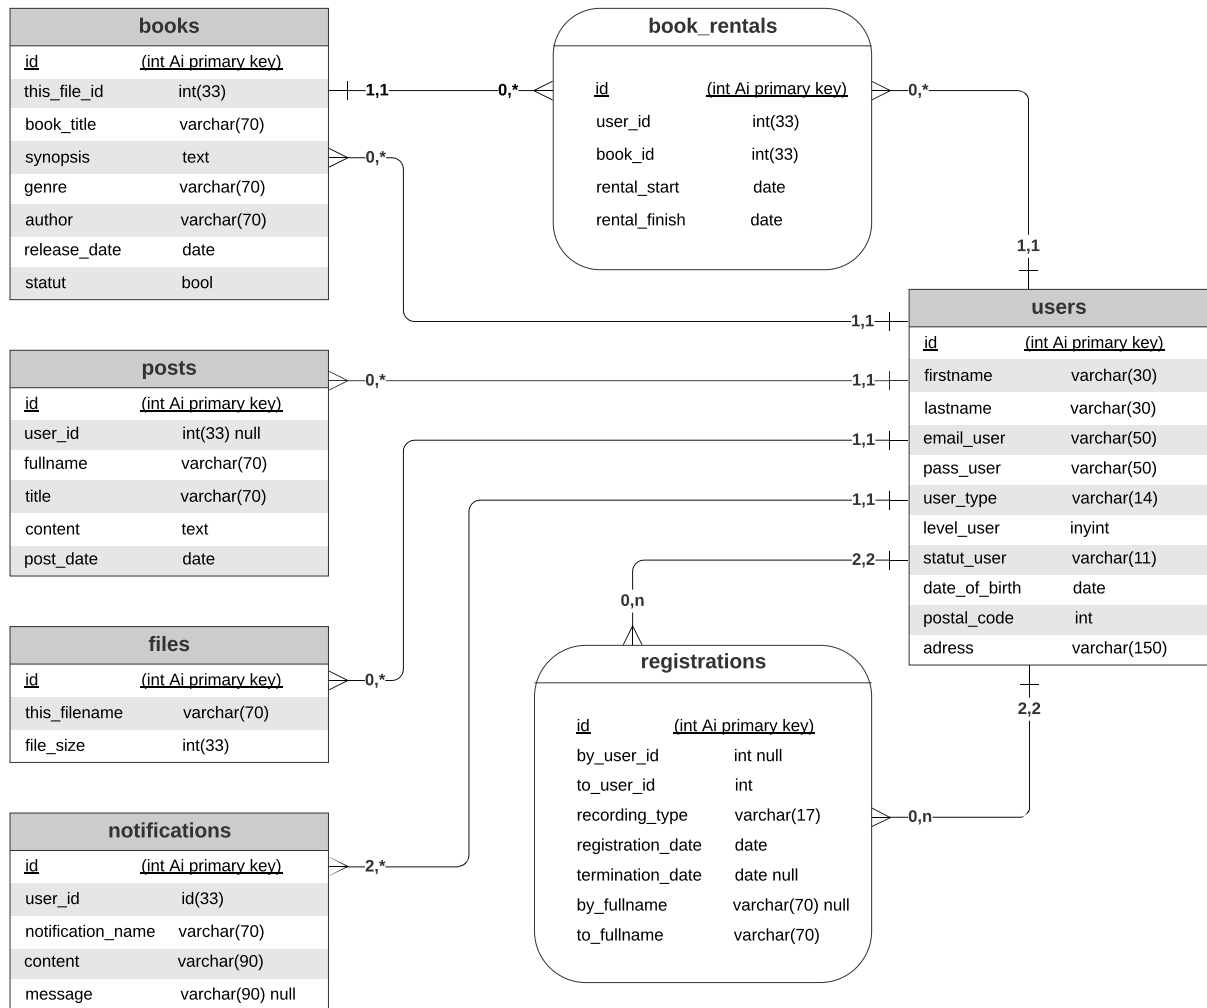 books
id (int Ai primary key)
this_file_id int(33)
book_title varchar(70)
synopsis text
genre varchar(70)
author varchar(70)
release_date date
statut bool
1,1 0,*
0,*
book_rentals
id (int Ai primary key)
user_id int(33)
book_id int(33)
rental_start date
rental_finish date
0,*
1,1
1,1
posts
id (int Ai primary key)
user_id int(33) null
fullname varchar(70)
title varchar(70)
content text
post_date date
0,* 1,1
users
id (int Ai primary key)
firstname varchar(30)
lastname varchar(30)
email_user varchar(50)
pass_user varchar(50)
user_type varchar(14)
level_user inyint
statut_user varchar(11)
date_of_birth date
postal_code int
adress varchar(150)
1,1
1,1
2,2
0,n
files
id (int Ai primary key)
this_filename varchar(70)
file_size int(33)
0,*
registrations
id (int Ai primary key)
by_user_id int null
to_user_id int
recording_type varchar(17)
registration_date date
termination_date date null
by_fullname varchar(70) null
to_fullname varchar(70)
2,2
0,n
notifications
id (int Ai primary key)
user_id id(33)
notification_name varchar(70)
content varchar(90)
message varchar(90) null
2,*